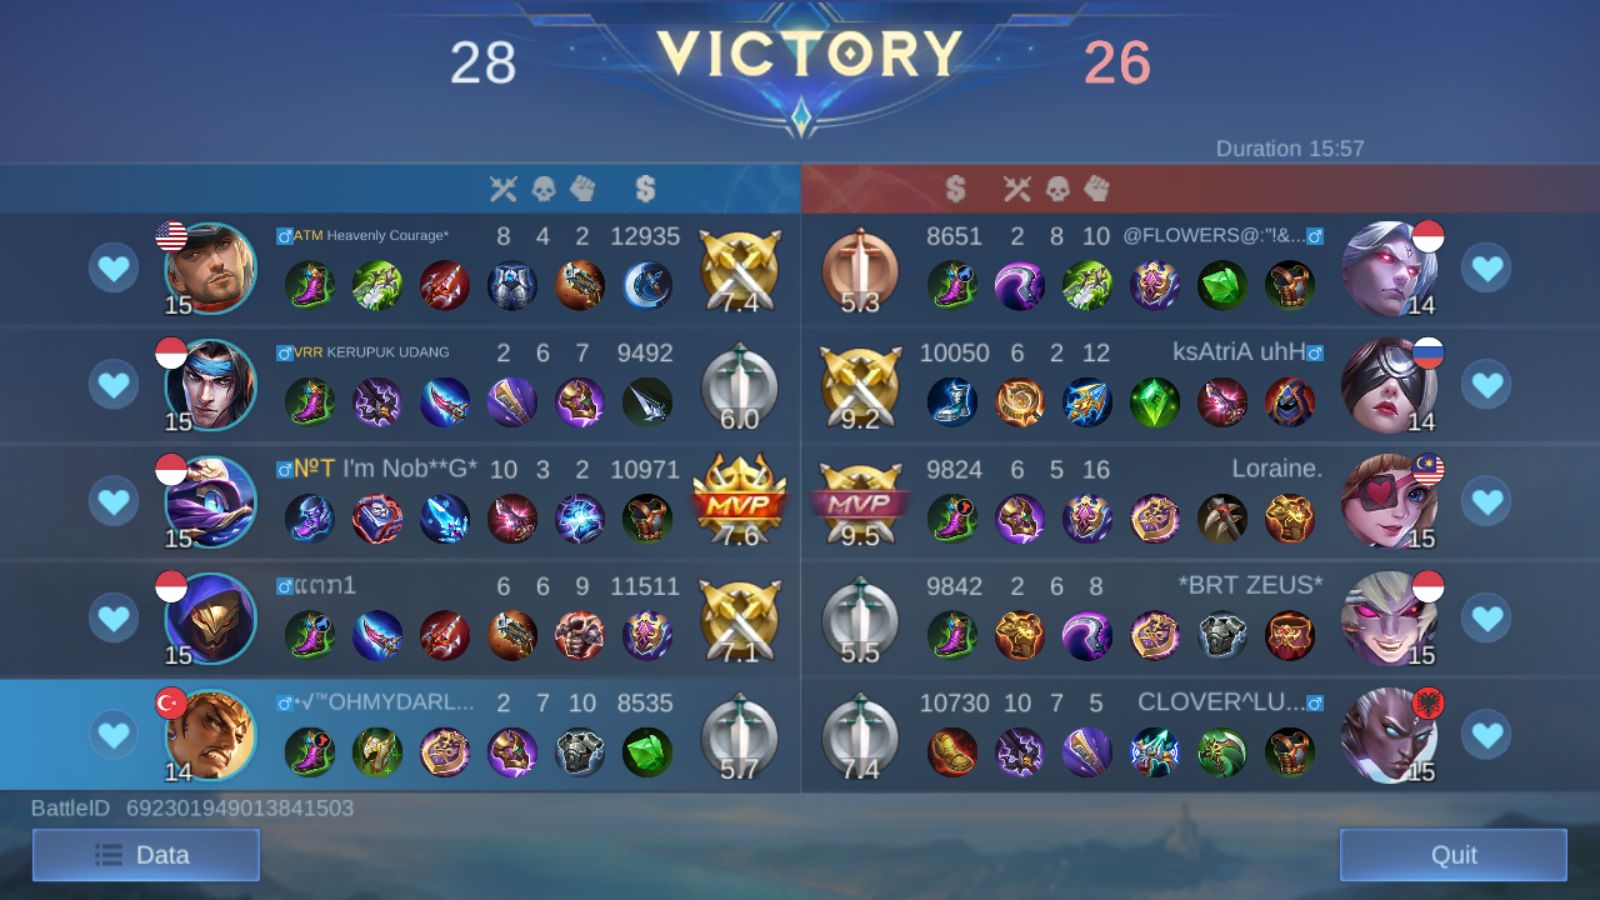 28 VICTORY 26
Duration 15:57
ATM Heavenly Courage* 8 4 2 12935
15 7.4
8651 2 8 10 @FLOWERS@:"!&...
5.3 14
VRR KERUPUK UDANG 2 6 7 9492
15 6.0
10050 6 2 12 ksAtriA uhH
9.2 14
NºT I'm Nob**G* 10 3 2 10971
15 MVP 7.6
9824 6 5 16 Loraine.
MVP 9.5 15
แตก1 6 6 9 11511
15 7.1
9842 2 6 8 *BRT ZEUS*
5.5 15
•√™OHMYDARL... 2 7 10 8535
14 5.7
10730 10 7 5 CLOVER^LU...
7.4 15
BattleID 692301949013841503
Data
Quit